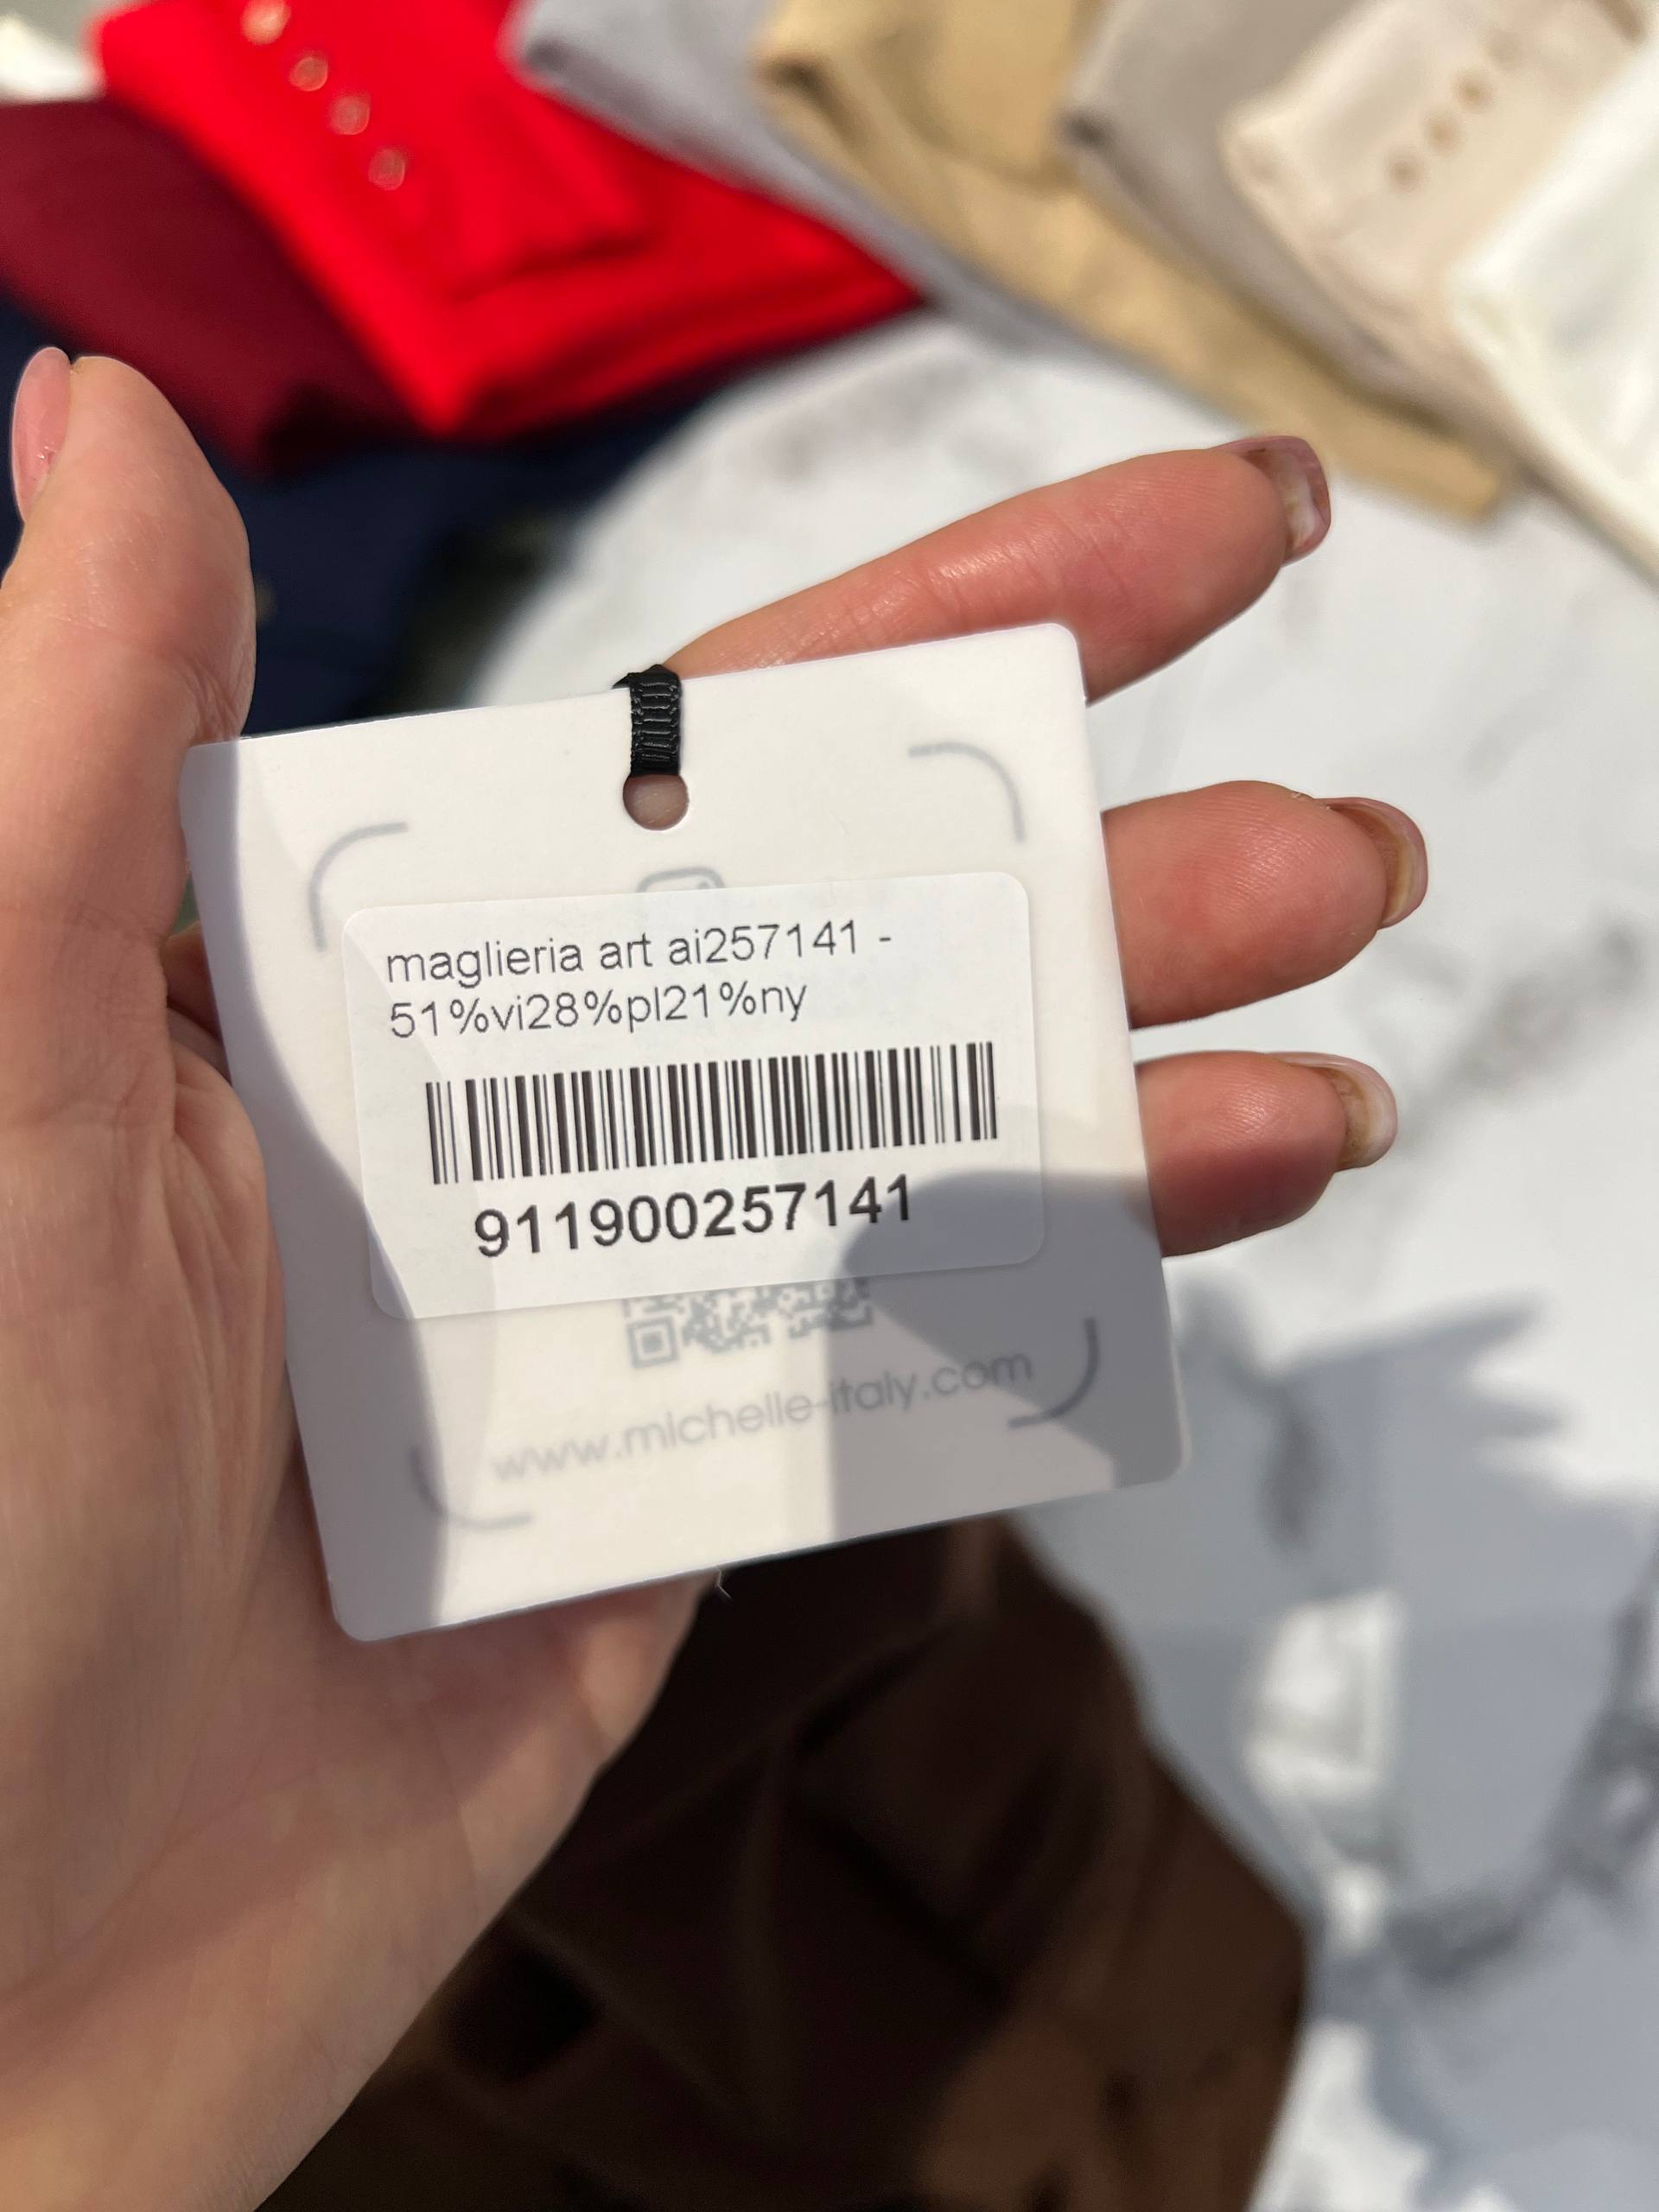 maglieria art ai257141 -
51%vi28%pl21%ny
911900257141
www.michelle-italy.com